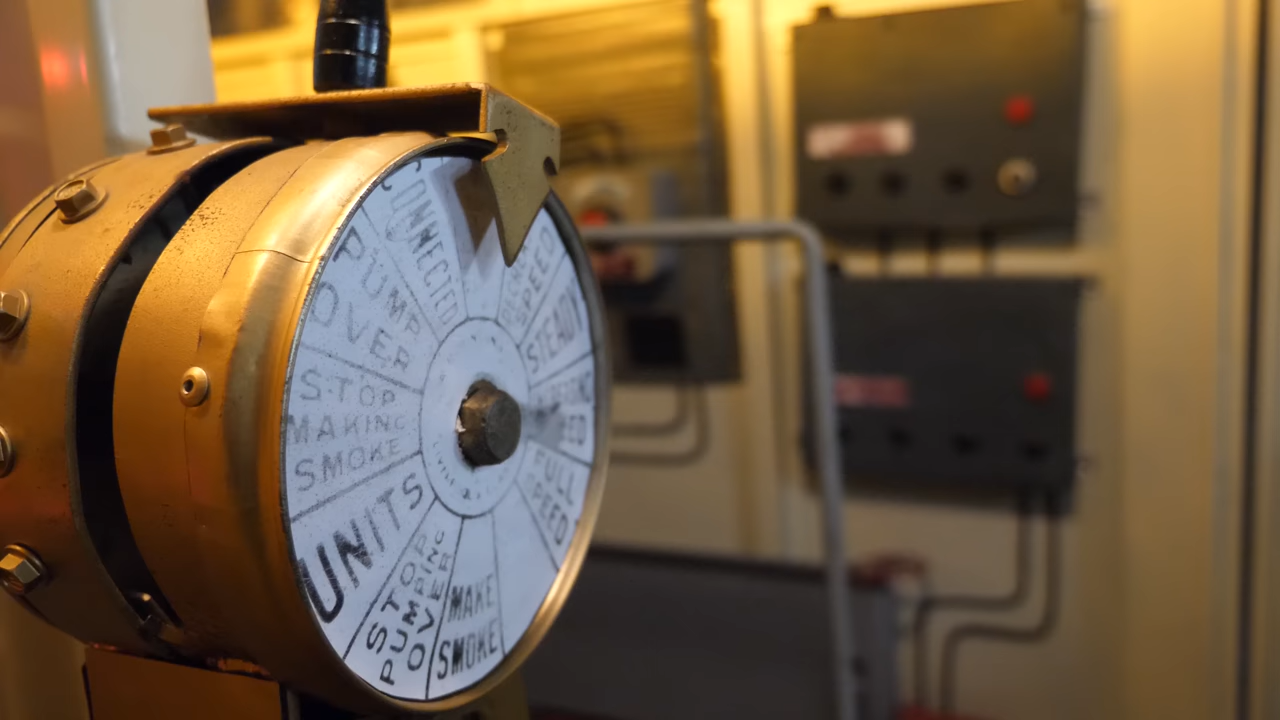 CONNECTED
PUMP
OVER
STOP
MAKING
SMOKE
UNITS
STOP
PUMPING
OVER
MAKE
SMOKE
FULL
SPEED
STEADY
SPEED